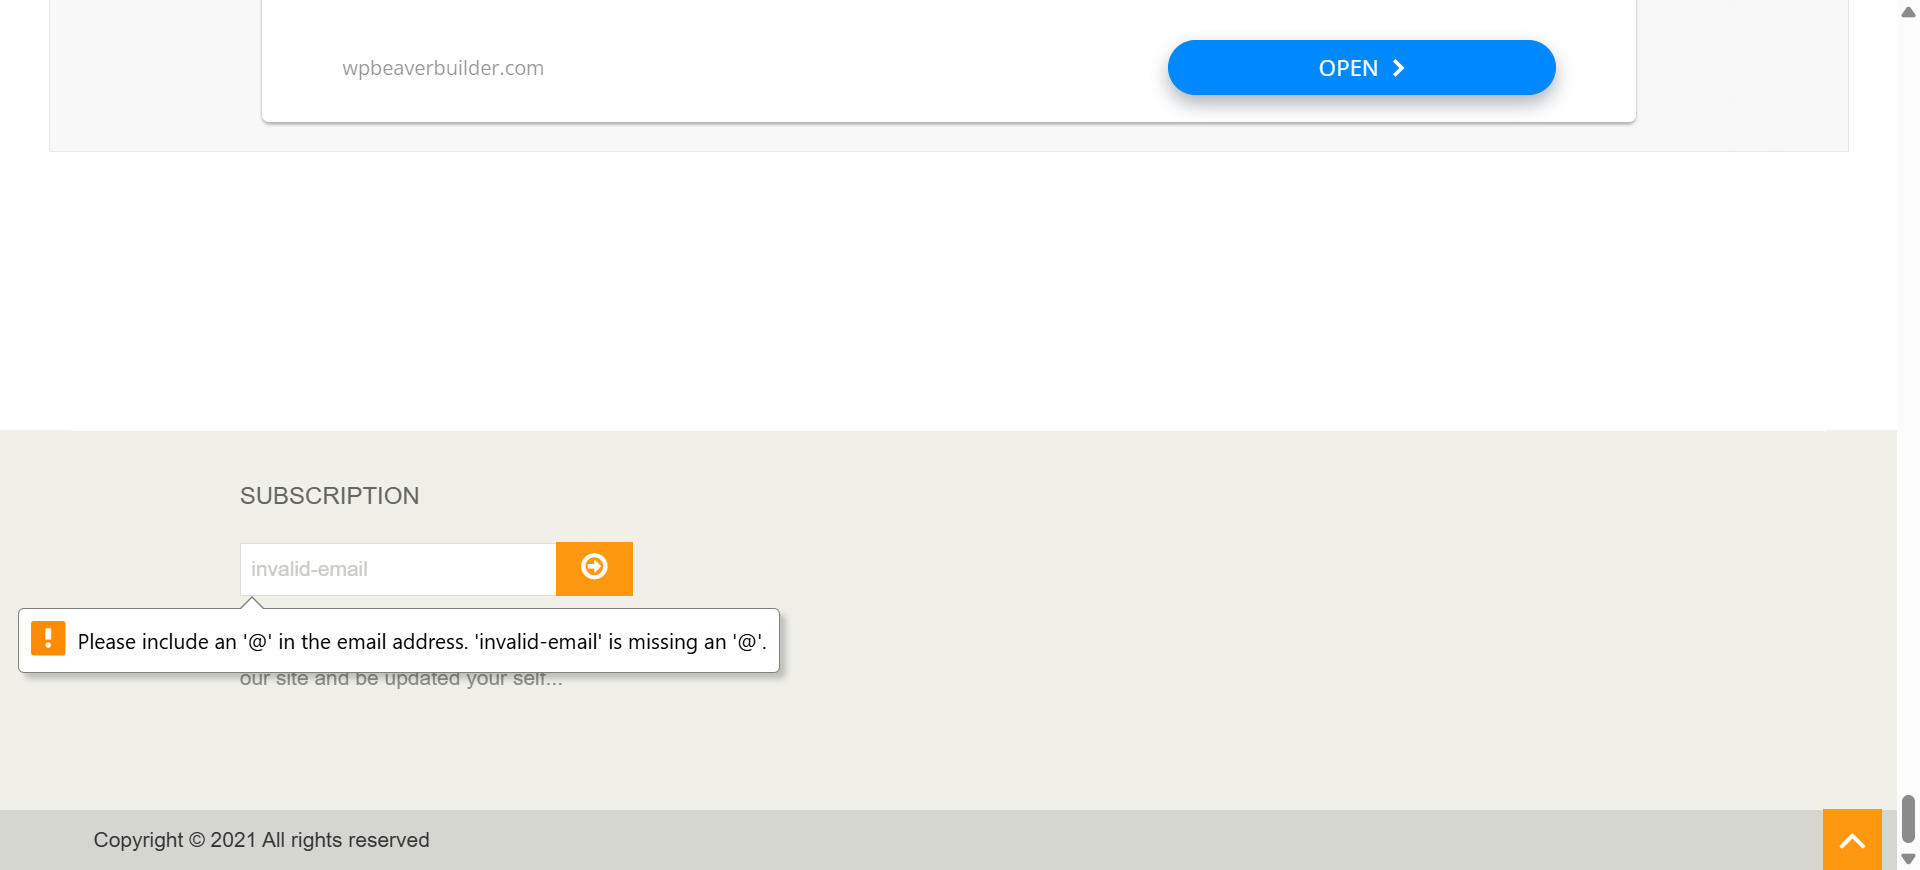 wpbeaverbuilder.com
OPEN
SUBSCRIPTION
invalid-email
Please include an '@' in the email address. 'invalid-email' is missing an '@'.
our site and be updated your self...
Copyright © 2021 All rights reserved